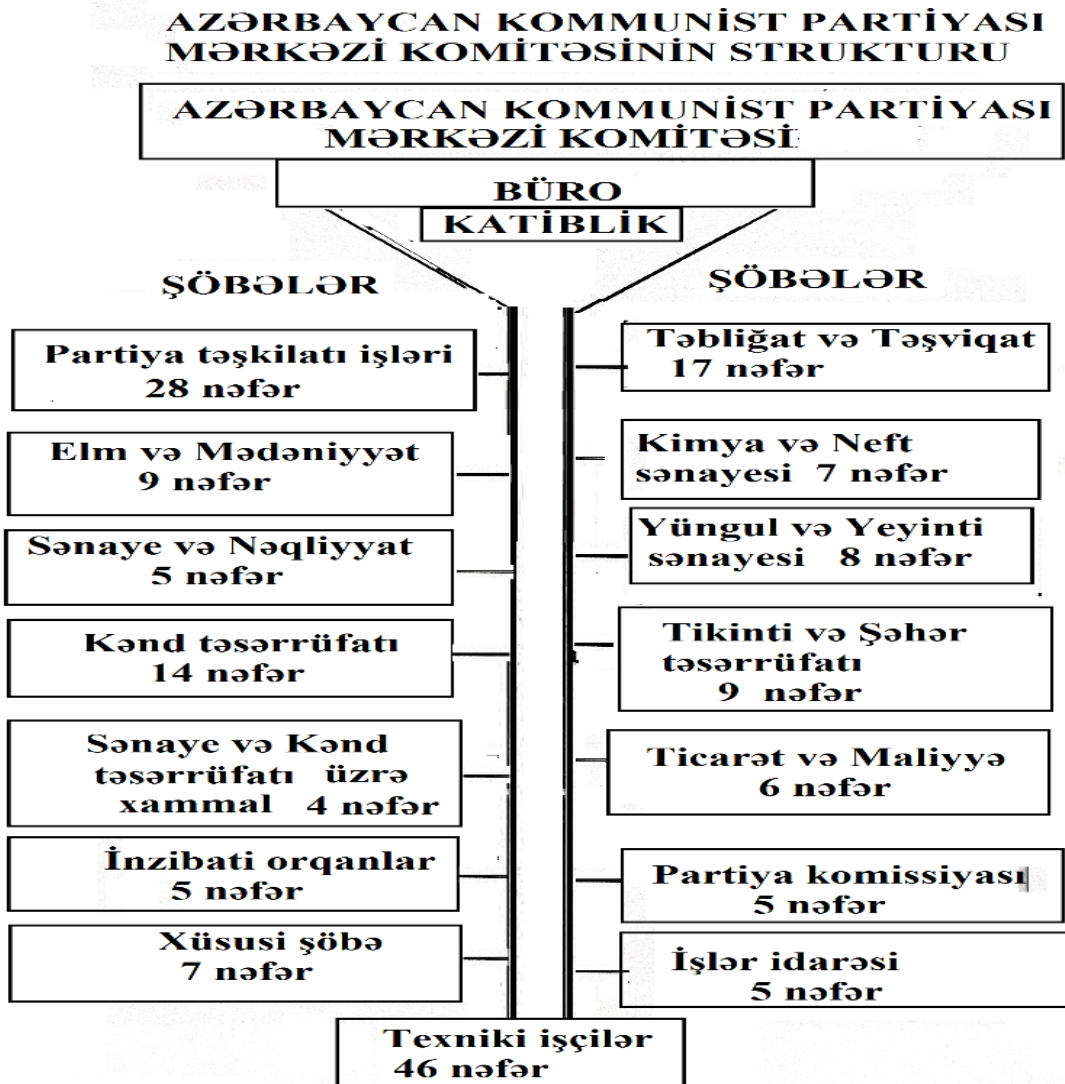 AZƏRBAYCAN KOMMUNİST PARTİYASI
MƏRKƏZİ KOMİTƏSİNİN STRUKTURU
AZƏRBAYCAN KOMMUNİST PARTİYASI
MƏRKƏZİ KOMİTƏSİ
BÜRO
KATİBLİK
ŞÖBƏLƏR
Partiya təşkilatı işləri
28 nəfər
Elm və Mədəniyyət
9 nəfər
Sənaye və Nəqliyyat
5 nəfər
Kənd təsərrüfatı
14 nəfər
Sənaye və Kənd
təsərrüfatı üzrə
xammal 4 nəfər
İnzibati orqanlar
5 nəfər
Xüsusi şöbə
7 nəfər
ŞÖBƏLƏR
Təbliğat və Təşviqat
17 nəfər
Kimya və Neft
sənayesi 7 nəfər
Yüngul və Yeyinti
sənayesi 8 nəfər
Tikinti və Şəhər
təsərrüfatı
9 nəfər
Ticarət və Maliyyə
6 nəfər
Partiya komissiyası
5 nəfər
İşlər idarəsi
5 nəfər
Texniki işçilər
46 nəfər